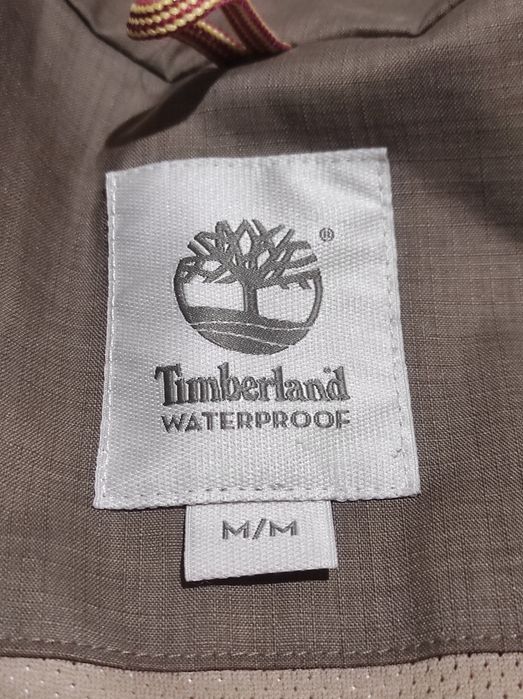 ®
Timberland
WATERPROOF
M/M